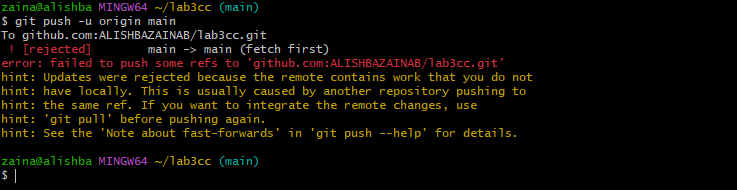 zaina@alishba MINGW64 ~/lab3cc (main)
$ git push -u origin main
To github.com:ALISHBAZAINAB/lab3cc.git
 ! [rejected]        main -> main (fetch first)
error: failed to push some refs to 'github.com:ALISHBAZAINAB/lab3cc.git'
hint: Updates were rejected because the remote contains work that you do not
hint: have locally. This is usually caused by another repository pushing to
hint: the same ref. If you want to integrate the remote changes, use
hint: 'git pull' before pushing again.
hint: See the 'Note about fast-forwards' in 'git push --help' for details.
zaina@alishba MINGW64 ~/lab3cc (main)
$